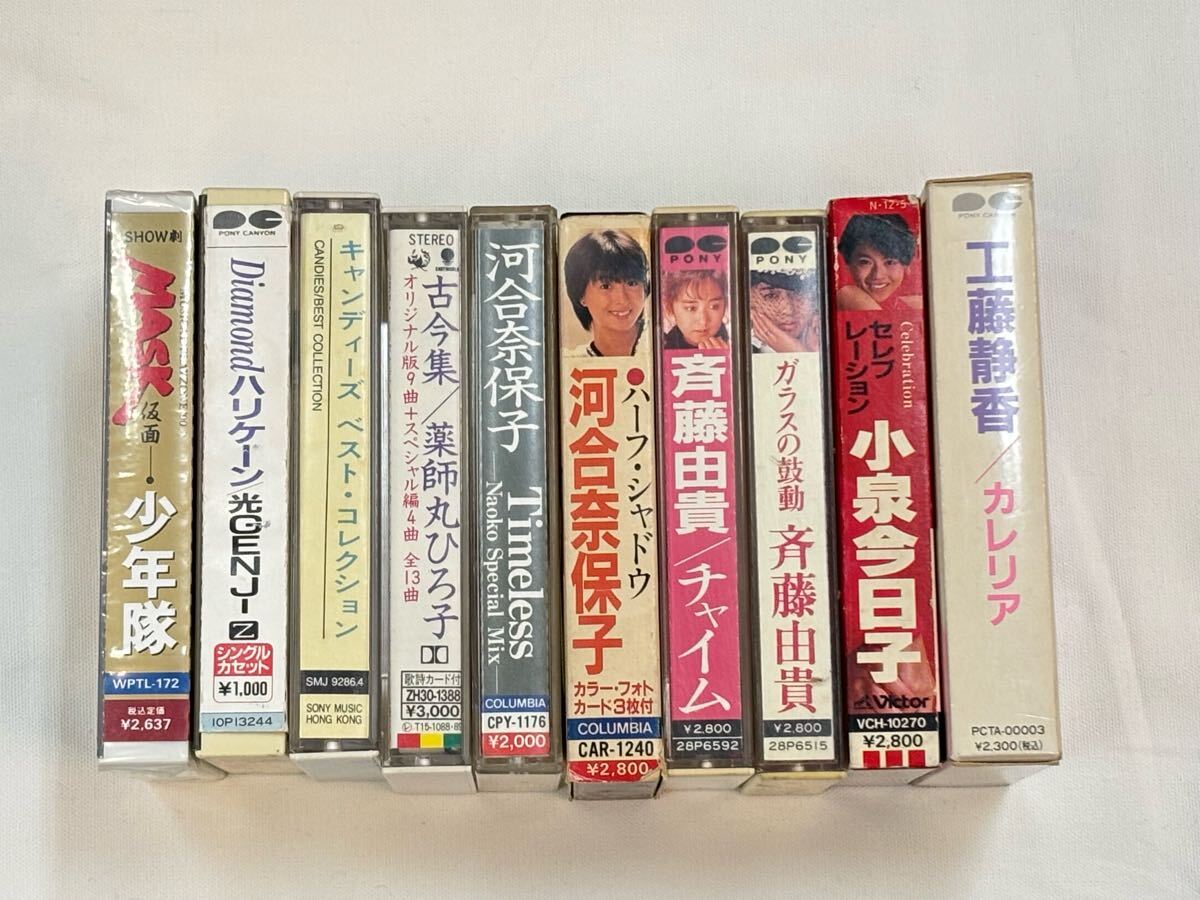 SHOW劇
MASK
仮面
少年隊
WPTL-172
税込定価
¥2,637
PONY CANYON
Diamondハリケーン/光GENJI
シングル
カセット
¥1,000
10P13244
キャンディーズ ベスト・コレクション
CANDIES/BEST COLLECTION
SMJ 9286.4
SONY MUSIC
HONG KONG
STEREO
古今集/薬師丸ひろ子
オリジナル版9曲+スペシャル編4曲 全13曲
歌詩カード付
ZH30-1388
¥3,000
Ⓟ T15-1088-89
河合奈保子
Timeless
—Naoko Special Mix—
COLUMBIA
CPY-1176
¥2,000
●ハーフ・シャドウ
河合奈保子
カラー・フォト
カード3枚付
COLUMBIA
CAR-1240
¥2,800
PONY
斉藤由貴/チャイム
¥2,800
28P6592
PONY
ガラスの鼓動
斉藤由貴
¥2,800
28P6515
N-12-5
セレブ
レーション
Celebration
小泉今日子
Victor
VCH-10270
¥2,800
PONY CANYON
工藤静香/カレリア
PCTA-00003
¥2,300(税込)